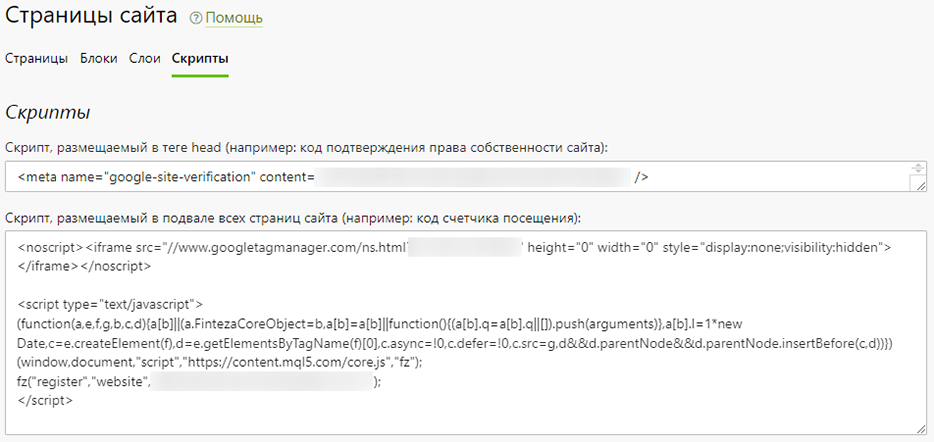 Страницы сайта ? Помощь
Страницы Блоки Слои Скрипты
Скрипты
Скрипт, размещаемый в теге head (например: код подтверждения права собственности сайта):
<meta name="google-site-verification" content= />
Скрипт, размещаемый в подвале всех страниц сайта (например: код счетчика посещения):
<noscript><iframe src="//www.googletagmanager.com/ns.html?" height="0" width="0" style="display:none;visibility:hidden">
</iframe></noscript>
<script type="text/javascript">
(function(a,e,f,g,b,c,d){a[b]||(a.FintezaCoreObject=b,a[b]=a[b]||function(){(a[b].q=a[b].q||[]).push(arguments)},a[b].l=1*new
Date,c=e.createElement(f),d=e.getElementsByTagName(f)[0],c.async=!0,c.defer=!0,c.src=g,d&&d.parentNode&&d.parentNode.insertBefore(c,d))})
(window,document,"script","https://content.mql5.com/core.js","fz");
fz("register","website", );
</script>